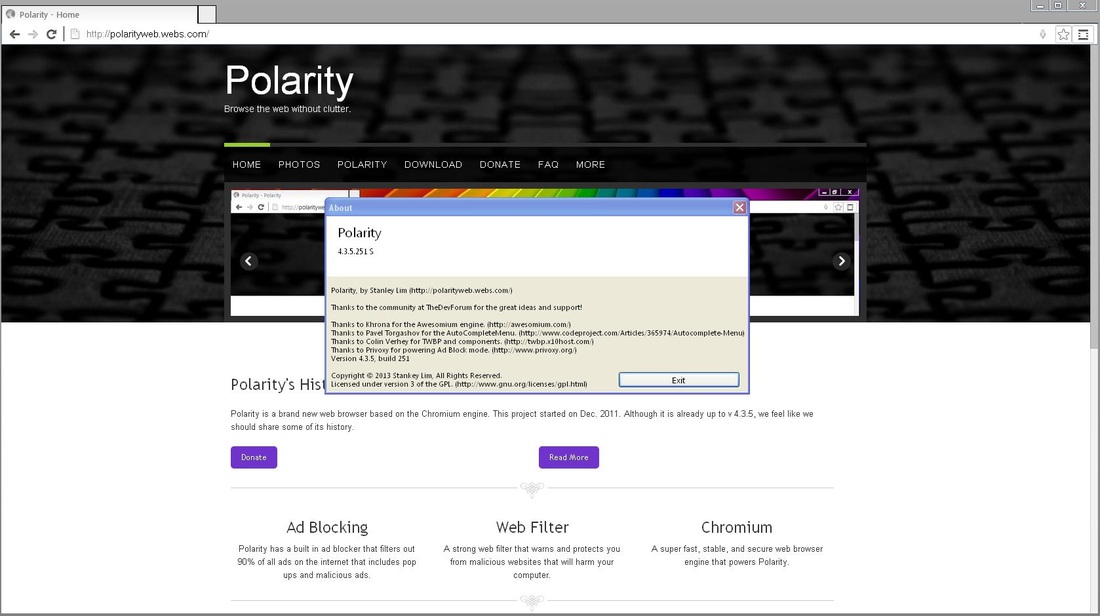 Polarity - Home
http://polarityweb.webs.com/
Polarity
Browse the web without clutter.
HOME PHOTOS POLARITY DOWNLOAD DONATE FAQ MORE
Polarity - Polarity
http://polaritywe
About
Polarity
4.3.5.251 S
Polarity, by Stanley Lim (http://polarityweb.webs.com/)
Thanks to the community at TheDevForum for the great ideas and support!
Thanks to Khrona for the Awesomium engine. (http://awesomium.com/)
Thanks to Pavel Torgashov for the AutoCompleteMenu. (http://www.codeproject.com/Articles/365974/Autocomplete-Menu)
Thanks to Colin Verhey for TWBP and components. (http://twbp.x10host.com/)
Thanks to Privoxy for powering Ad Block mode. (http://www.privoxy.org/)
Version 4.3.5, build 251
Copyright © 2013 Stankey Lim, All Rights Reserved.
Licensed under version 3 of the GPL. (http://www.gnu.org/licenses/gpl.html)
Exit
Polarity's Hist
Polarity is a brand new web browser based on the Chromium engine. This project started on Dec. 2011. Although it is already up to v 4.3.5, we feel like we
should share some of its history.
Donate Read More
Ad Blocking
Polarity has a built in ad blocker that filters out
90% of all ads on the internet that includes pop
ups and malicious ads.
Web Filter
A strong web filter that warns and protects you
from malicious websites that will harm your
computer.
Chromium
A super fast, stable, and secure web browser
engine that powers Polarity.